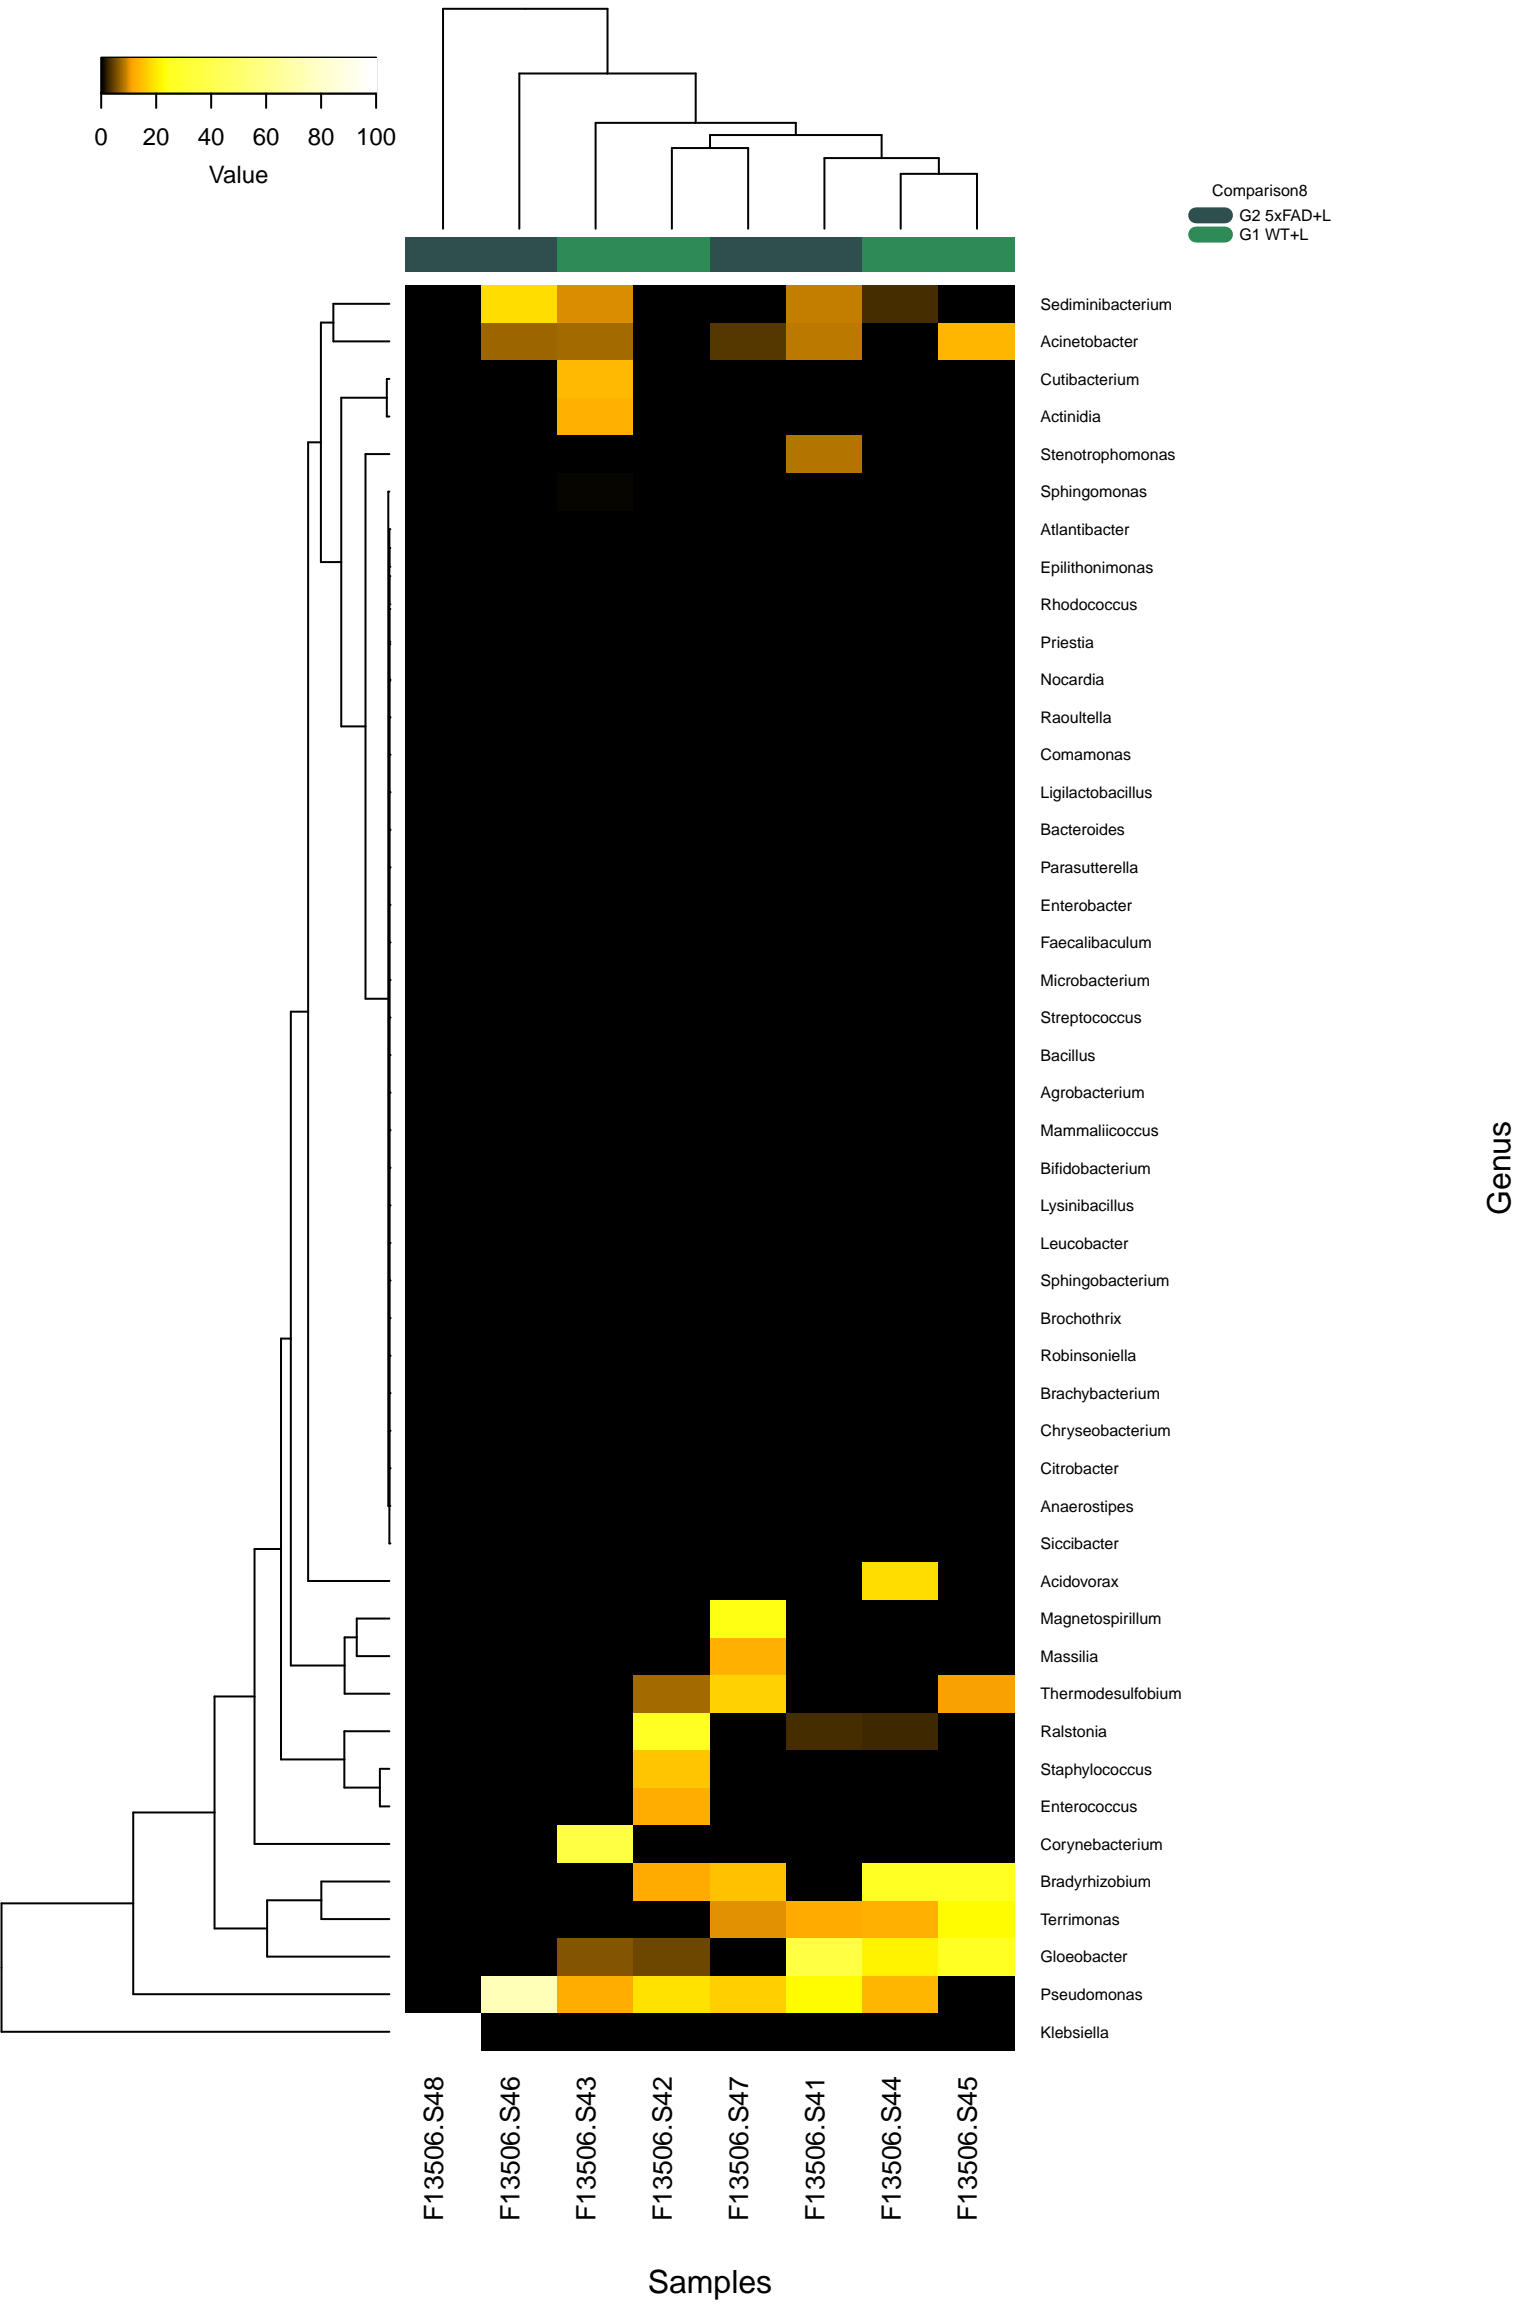 0 20 40 60 80 100
Value
Comparison8
G2 5xFAD+L
G1 WT+L
Sediminibacterium
Acinetobacter
Cutibacterium
Actinidia
Stenotrophomonas
Sphingomonas
Atlantibacter
Epilithonimonas
Rhodococcus
Priestia
Nocardia
Raoultella
Comamonas
Ligilactobacillus
Bacteroides
Parasutterella
Enterobacter
Faecalibaculum
Microbacterium
Streptococcus
Bacillus
Agrobacterium
Mammaliicoccus
Bifidobacterium
Lysinibacillus
Leucobacter
Sphingobacterium
Brochothrix
Robinsoniella
Brachybacterium
Chryseobacterium
Citrobacter
Anaerostipes
Siccibacter
Acidovorax
Magnetospirillum
Massilia
Thermodesulfobium
Ralstonia
Staphylococcus
Enterococcus
Corynebacterium
Bradyrhizobium
Terrimonas
Gloeobacter
Pseudomonas
Klebsiella
Genus
F13506.S48
F13506.S46
F13506.S43
F13506.S42
F13506.S47
F13506.S41
F13506.S44
F13506.S45
Samples